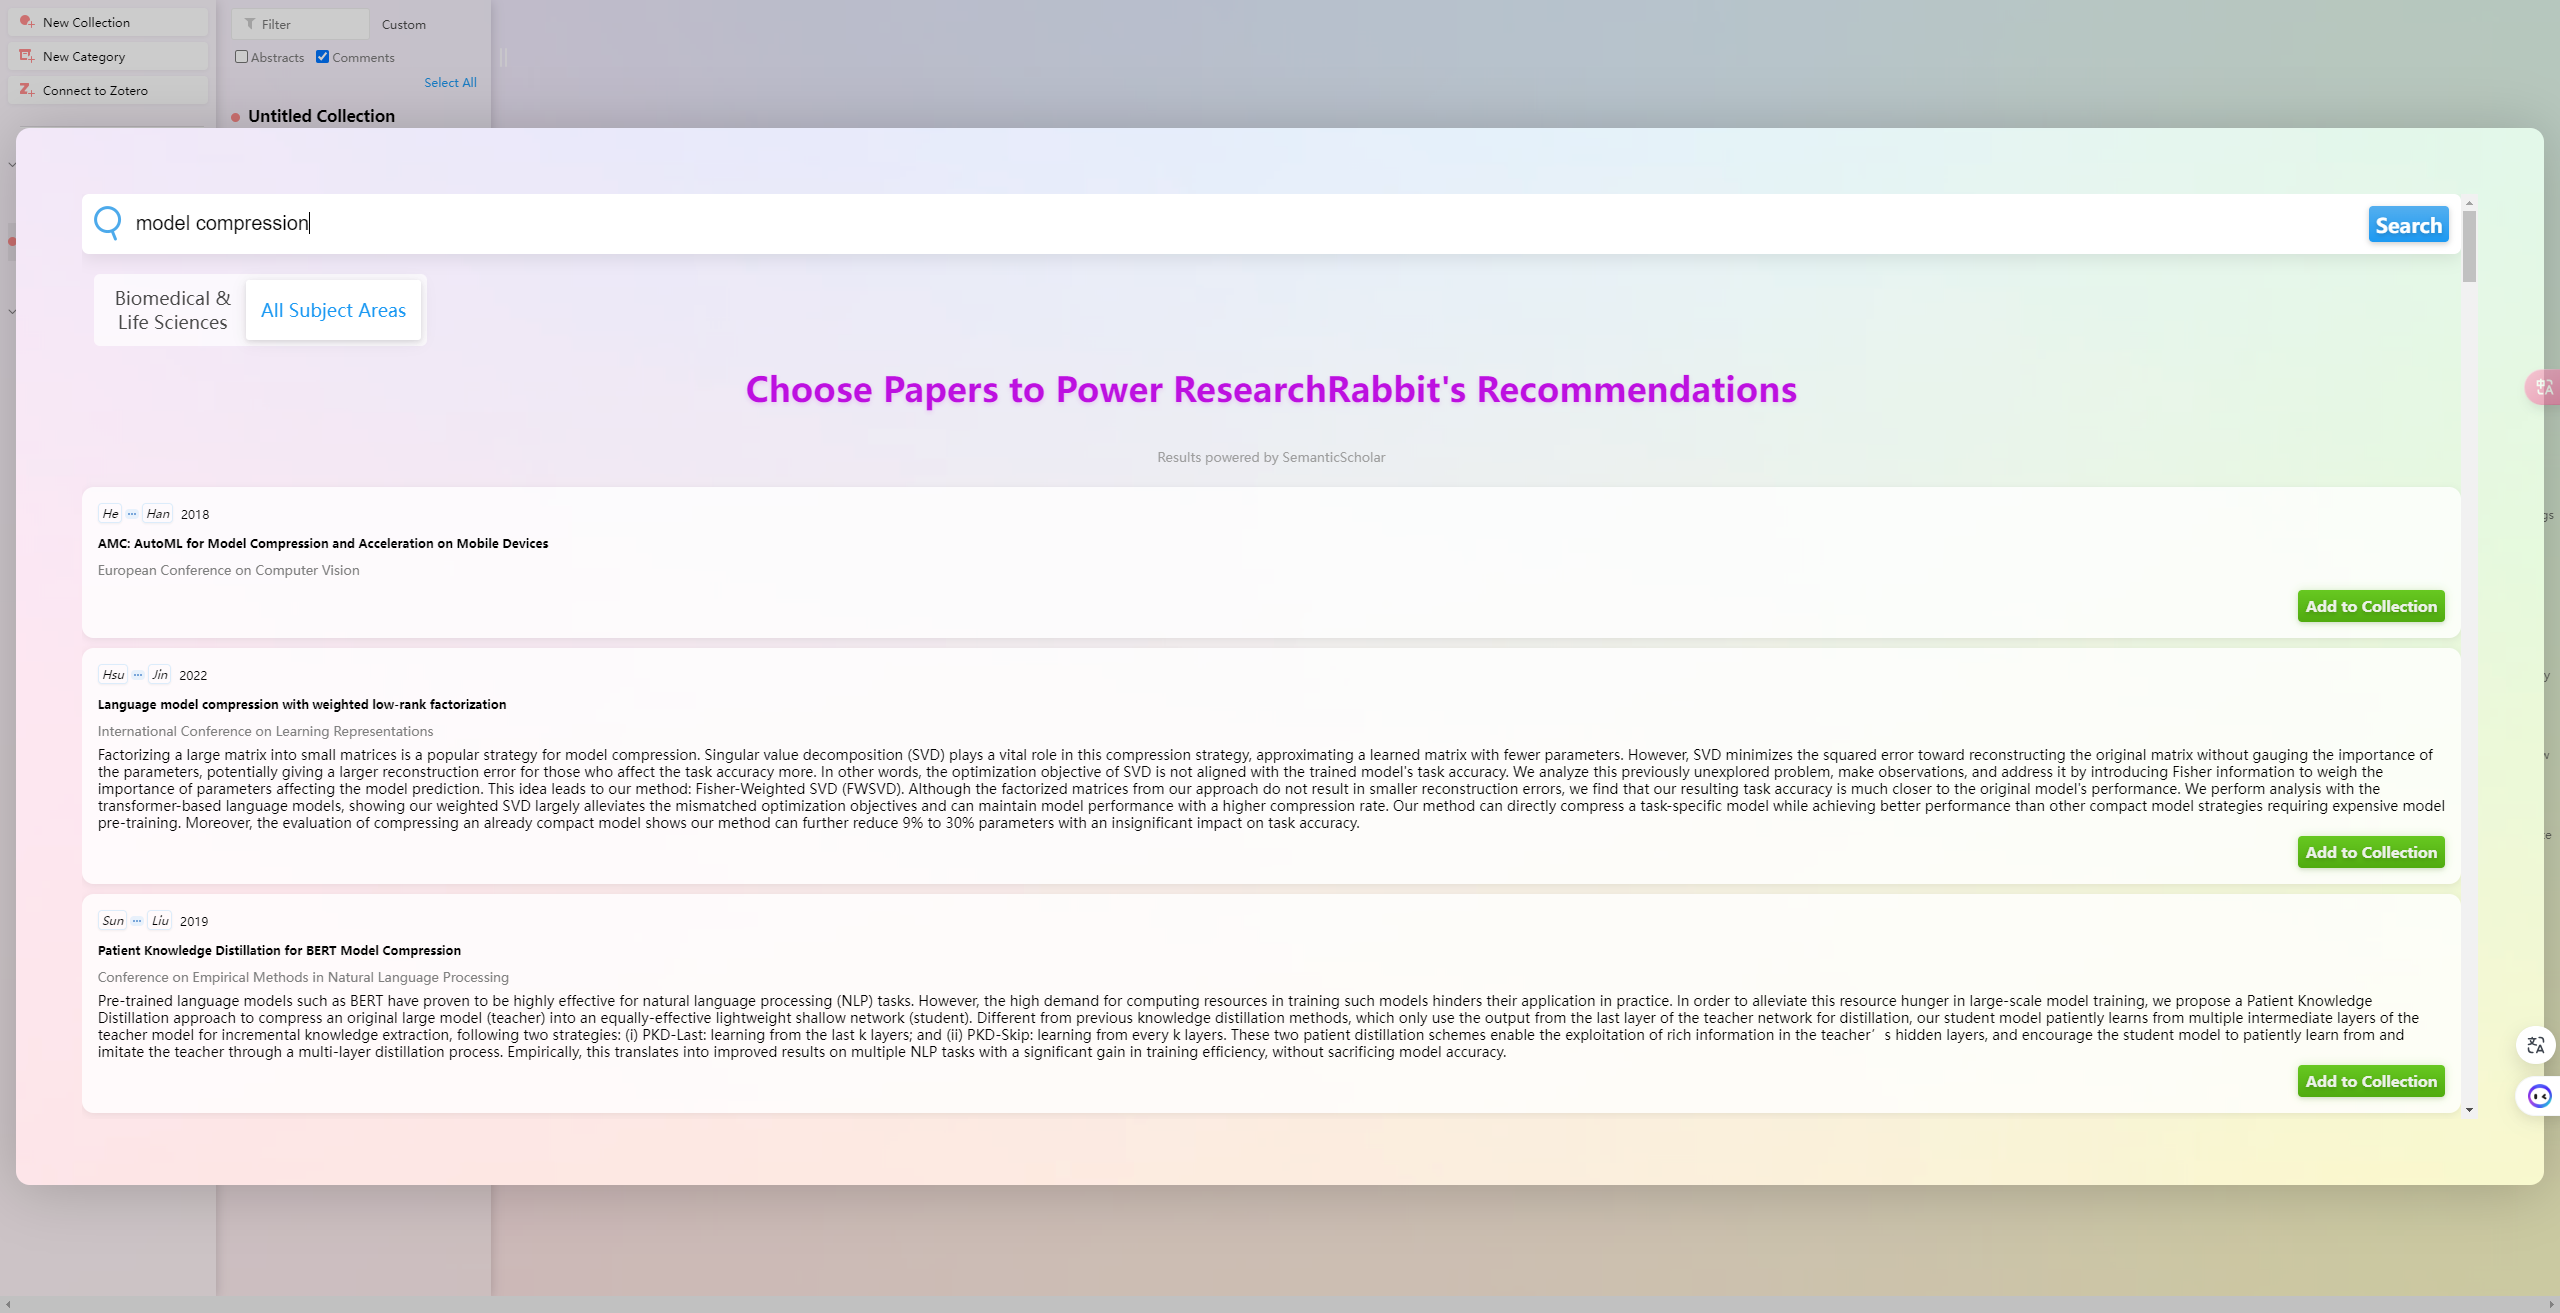 New Collection
New Category
Connect to Zotero
Filter
Custom
Abstracts
Comments
Select All
Untitled Collection
model compression
Search
Biomedical &
Life Sciences
All Subject Areas
Choose Papers to Power ResearchRabbit's Recommendations
Results powered by SemanticScholar
He ··· Han 2018
AMC: AutoML for Model Compression and Acceleration on Mobile Devices
European Conference on Computer Vision
Add to Collection
Hsu ··· Jin 2022
Language model compression with weighted low-rank factorization
International Conference on Learning Representations
Factorizing a large matrix into small matrices is a popular strategy for model compression. Singular value decomposition (SVD) plays a vital role in this compression strategy, approximating a learned matrix with fewer parameters. However, SVD minimizes the squared error toward reconstructing the original matrix without gauging the importance of
the parameters, potentially giving a larger reconstruction error for those who affect the task accuracy more. In other words, the optimization objective of SVD is not aligned with the trained model's task accuracy. We analyze this previously unexplored problem, make observations, and address it by introducing Fisher information to weigh the
importance of parameters affecting the model prediction. This idea leads to our method: Fisher-Weighted SVD (FWSVD). Although the factorized matrices from our approach do not result in smaller reconstruction errors, we find that our resulting task accuracy is much closer to the original model's performance. We perform analysis with the
transformer-based language models, showing our weighted SVD largely alleviates the mismatched optimization objectives and can maintain model performance with a higher compression rate. Our method can directly compress a task-specific model while achieving better performance than other compact model strategies requiring expensive model
pre-training. Moreover, the evaluation of compressing an already compact model shows our method can further reduce 9% to 30% parameters with an insignificant impact on task accuracy.
Add to Collection
Sun ··· Liu 2019
Patient Knowledge Distillation for BERT Model Compression
Conference on Empirical Methods in Natural Language Processing
Pre-trained language models such as BERT have proven to be highly effective for natural language processing (NLP) tasks. However, the high demand for computing resources in training such models hinders their application in practice. In order to alleviate this resource hunger in large-scale model training, we propose a Patient Knowledge
Distillation approach to compress an original large model (teacher) into an equally-effective lightweight shallow network (student). Different from previous knowledge distillation methods, which only use the output from the last layer of the teacher network for distillation, our student model patiently learns from multiple intermediate layers of the
teacher model for incremental knowledge extraction, following two strategies: (i) PKD-Last: learning from the last k layers; and (ii) PKD-Skip: learning from every k layers. These two patient distillation schemes enable the exploitation of rich information in the teacher’s hidden layers, and encourage the student model to patiently learn from and
imitate the teacher through a multi-layer distillation process. Empirically, this translates into improved results on multiple NLP tasks with a significant gain in training efficiency, without sacrificing model accuracy.
Add to Collection